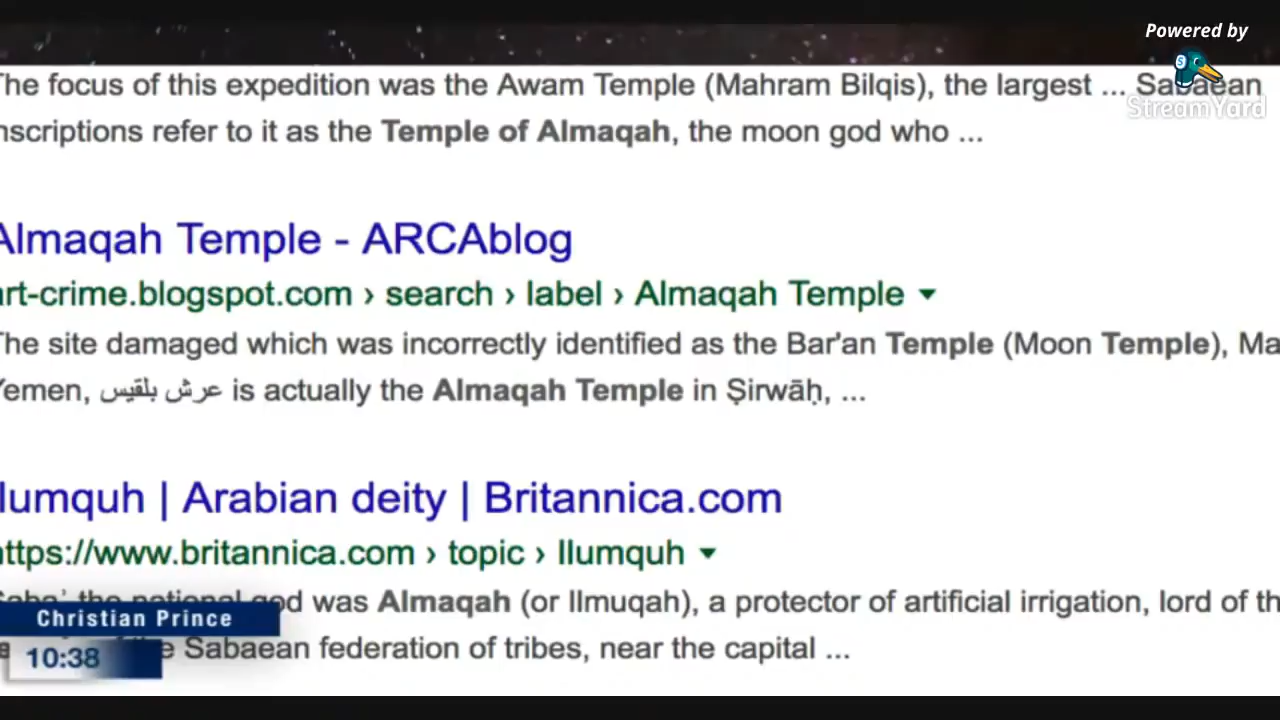 Powered by
StreamYard
The focus of this expedition was the Awam Temple (Mahram Bilqis), the largest ... Sabaean
nscriptions refer to it as the Temple of Almaqah, the moon god who ...
Almaqah Temple - ARCAblog
art-crime.blogspot.com › search › label › Almaqah Temple
The site damaged which was incorrectly identified as the Bar'an Temple (Moon Temple), Ma
Yemen, عرش بلقيس is actually the Almaqah Temple in Ṣirwāḥ, ...
lumquh | Arabian deity | Britannica.com
ttps://www.britannica.com › topic › Ilumquh
the national god was Almaqah (or Ilmuqah), a protector of artificial irrigation, lord of th
Sabaean federation of tribes, near the capital ...
Christian Prince
10:38